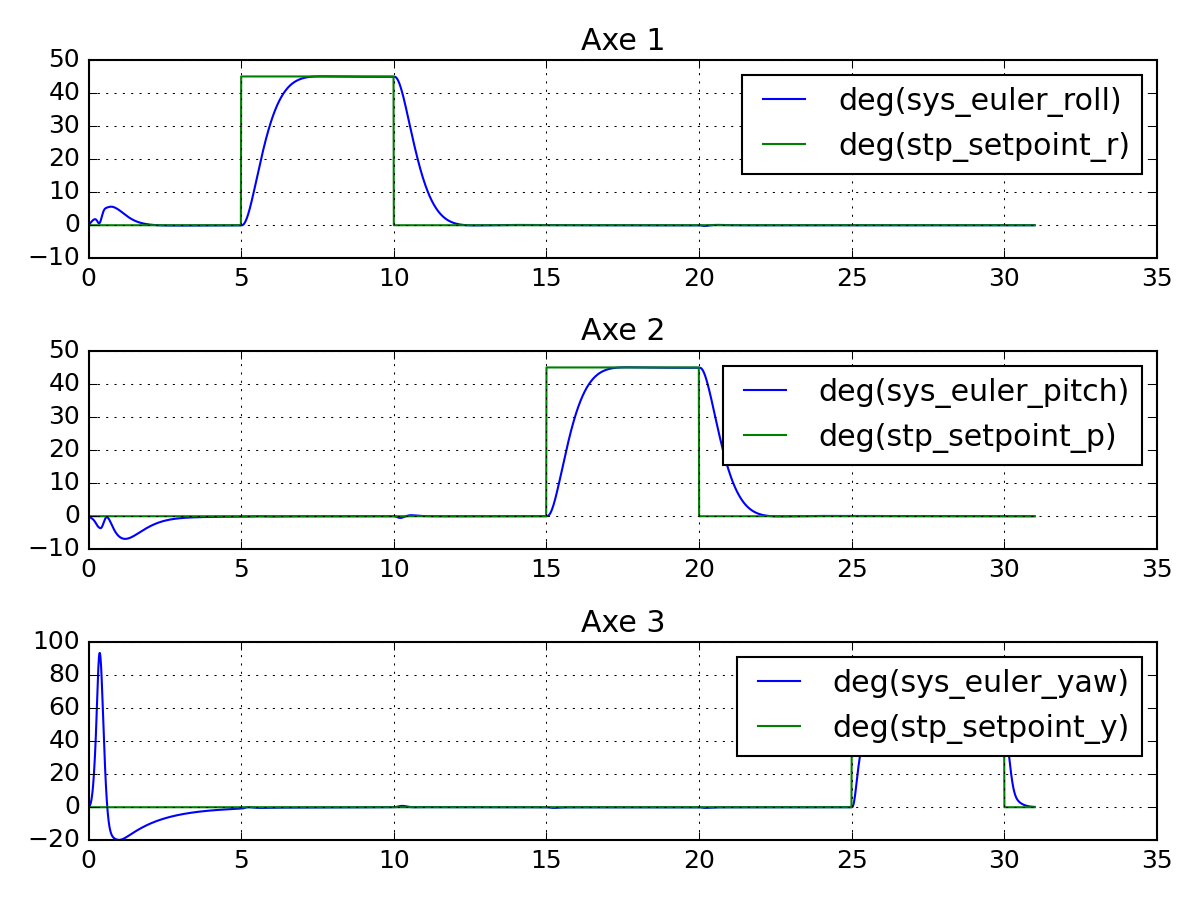 Axe 1
50
40
30
20
10
0
−10
0 5 10 15 20 25 30 35
deg(sys_euler_roll)
deg(stp_setpoint_r)
Axe 2
50
40
30
20
10
0
−10
0 5 10 15 20 25 30 35
deg(sys_euler_pitch)
deg(stp_setpoint_p)
Axe 3
100
80
60
40
20
0
−20
0 5 10 15 20 25 30 35
deg(sys_euler_yaw)
deg(stp_setpoint_y)